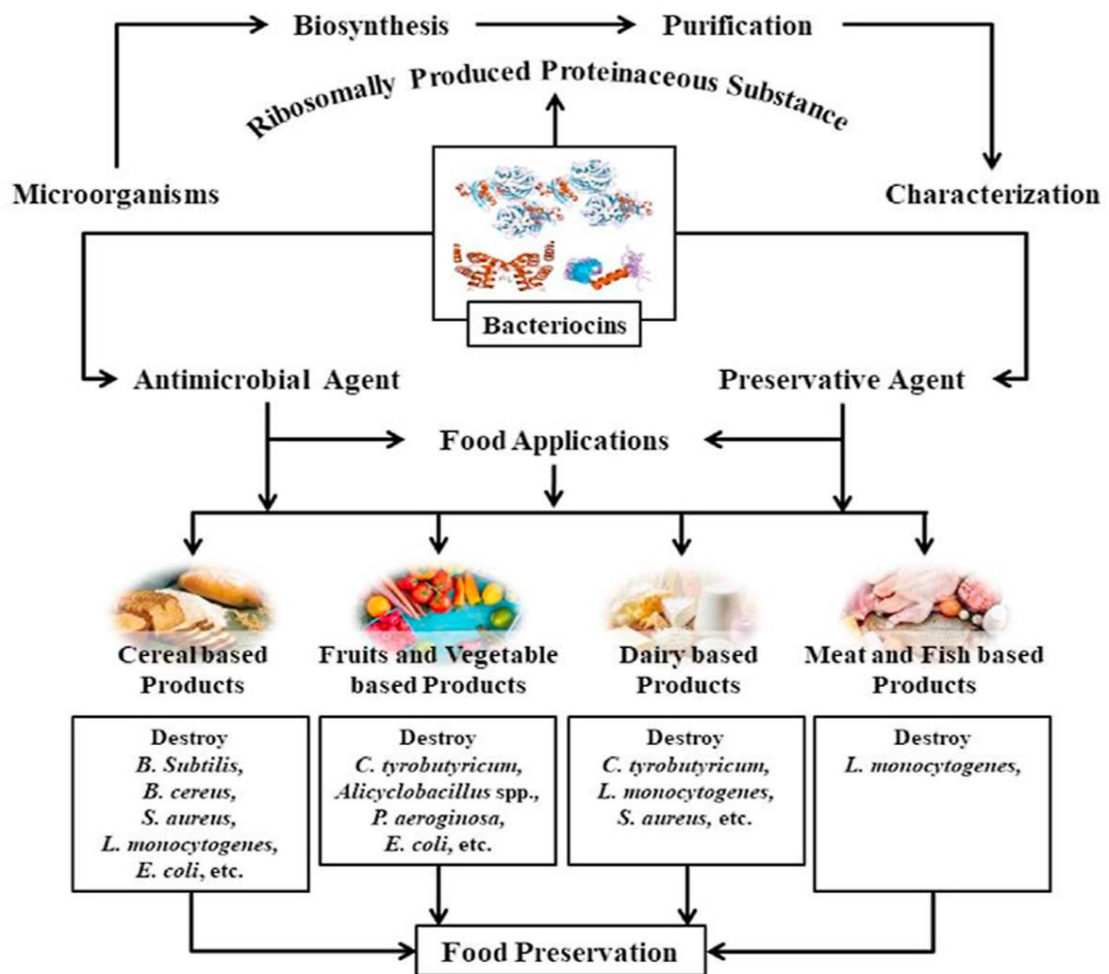 Biosynthesis
Purification
Ribosomally Produced Proteinaceous Substance
Microorganisms
Characterization
Bacteriocins
Antimicrobial Agent
Preservative Agent
Food Applications
Cereal based
Products
Fruits and Vegetable
based Products
Dairy based
Products
Meat and Fish based
Products
Destroy
B. Subtilis,
B. cereus,
S. aureus,
L. monocytogenes,
E. coli, etc.
Destroy
C. tyrobutyricum,
Alicyclobacillus spp.,
P. aeroginosa,
E. coli, etc.
Destroy
C. tyrobutyricum,
L. monocytogenes,
S. aureus, etc.
Destroy
L. monocytogenes,
Food Preservation